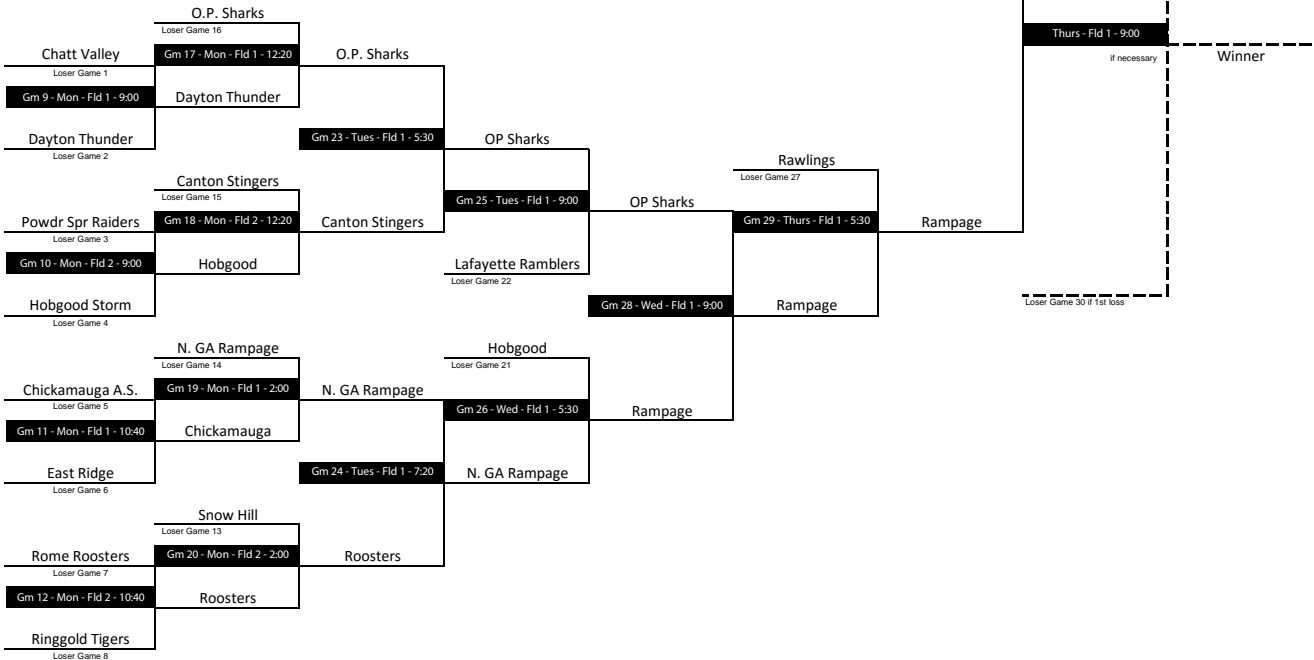 O.P. Sharks
Loser Game 16
Chatt Valley
Gm 17 - Mon - Fld 1 - 12:20
O.P. Sharks
Loser Game 1
Gm 9 - Mon - Fld 1 - 9:00
Dayton Thunder
Dayton Thunder
Gm 23 - Tues - Fld 1 - 5:30
OP Sharks
Loser Game 2
Canton Stingers
Loser Game 15
Gm 25 - Tues - Fld 1 - 9:00
OP Sharks
Powdr Spr Raiders
Gm 18 - Mon - Fld 2 - 12:20
Canton Stingers
Loser Game 3
Gm 10 - Mon - Fld 2 - 9:00
Hobgood
Lafayette Ramblers
Loser Game 22
Hobgood Storm
Loser Game 4
Gm 28 - Wed - Fld 1 - 9:00
Rampage
N. GA Rampage
Loser Game 14
Hobgood
Loser Game 21
Chickamauga A.S.
Gm 19 - Mon - Fld 1 - 2:00
N. GA Rampage
Loser Game 5
Gm 26 - Wed - Fld 1 - 5:30
Rampage
Gm 11 - Mon - Fld 1 - 10:40
Chickamauga
East Ridge
Gm 24 - Tues - Fld 1 - 7:20
N. GA Rampage
Loser Game 6
Snow Hill
Loser Game 13
Rome Roosters
Gm 20 - Mon - Fld 2 - 2:00
Roosters
Loser Game 7
Gm 12 - Mon - Fld 2 - 10:40
Roosters
Ringgold Tigers
Loser Game 8
Rawlings
Loser Game 27
Gm 29 - Thurs - Fld 1 - 5:30
Rampage
Thurs - Fld 1 - 9:00
if necessary
Winner
Loser Game 30 if 1st loss